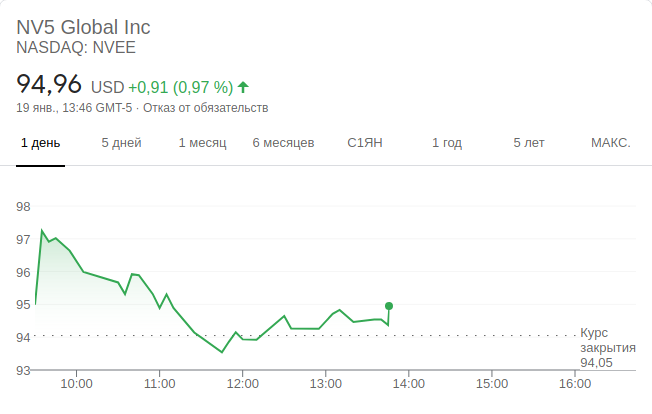 NV5 Global Inc
NASDAQ: NVEE
94,96 USD +0,91 (0,97 %)
19 янв., 13:46 GMT-5 · Отказ от обязательств
1 день 5 дней 1 месяц 6 месяцев С1ЯН 1 год 5 лет МАКС.
98
97
96
95
94
93
Курс
закрытия
94,05
10:00 11:00 12:00 13:00 14:00 15:00 16:00